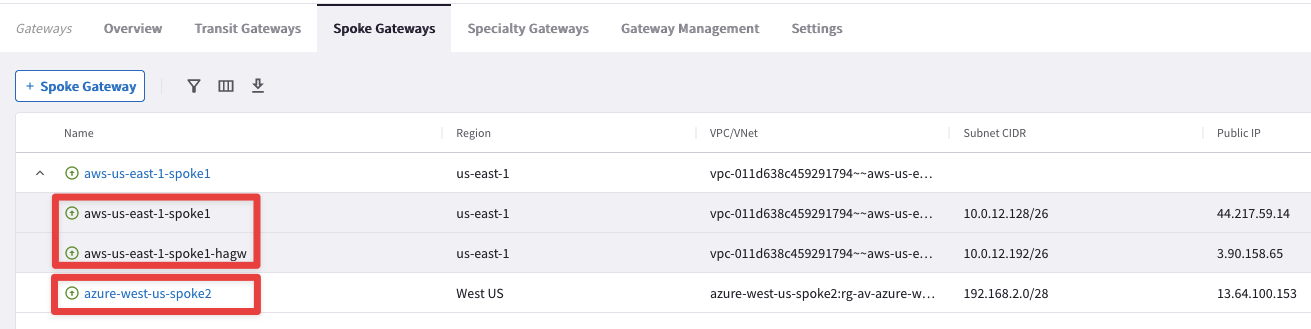 Gateways Overview Transit Gateways Spoke Gateways Specialty Gateways Gateway Management Settings
+ Spoke Gateway
Name Region VPC/VNet Subnet CIDR Public IP
aws-us-east-1-spoke1 us-east-1 vpc-011d638c459291794~~aws-us-e…
aws-us-east-1-spoke1 us-east-1 vpc-011d638c459291794~~aws-us-e… 10.0.12.128/26 44.217.59.14
aws-us-east-1-spoke1-hagw us-east-1 vpc-011d638c459291794~~aws-us-e… 10.0.12.192/26 3.90.158.65
azure-west-us-spoke2 West US azure-west-us-spoke2:rg-av-azure-w… 192.168.2.0/28 13.64.100.153